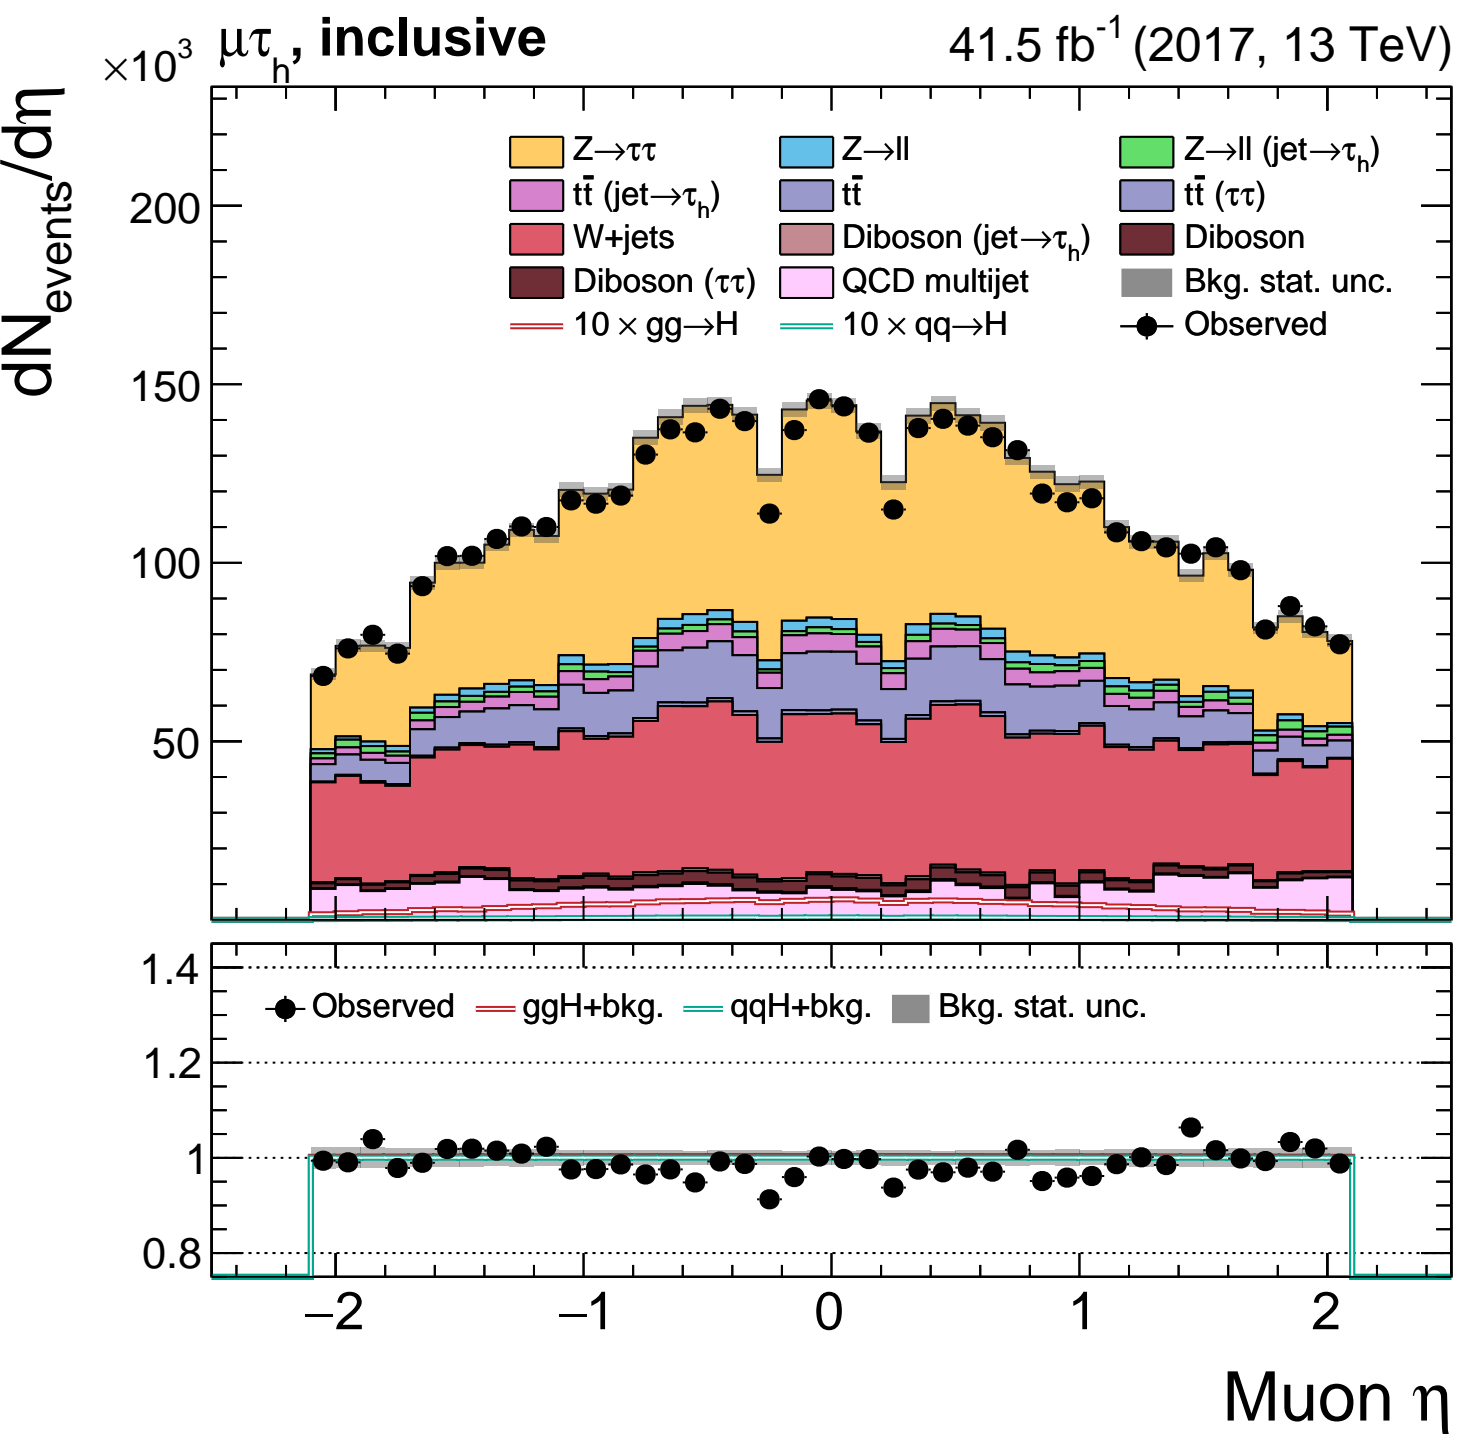 ×10³ μτₕ, inclusive 41.5 fb⁻¹ (2017, 13 TeV)
dN_events/dη
Z→ττ Z→ll Z→ll (jet→τₕ)
tt̄ (jet→τₕ) tt̄ tt̄ (ττ)
W+jets Diboson (jet→τₕ) Diboson
Diboson (ττ) QCD multijet Bkg. stat. unc.
10 × gg→H 10 × qq→H Observed
200
150
100
50
1.4
Observed ggH+bkg. qqH+bkg. Bkg. stat. unc.
1.2
1
0.8
−2 −1 0 1 2
Muon η